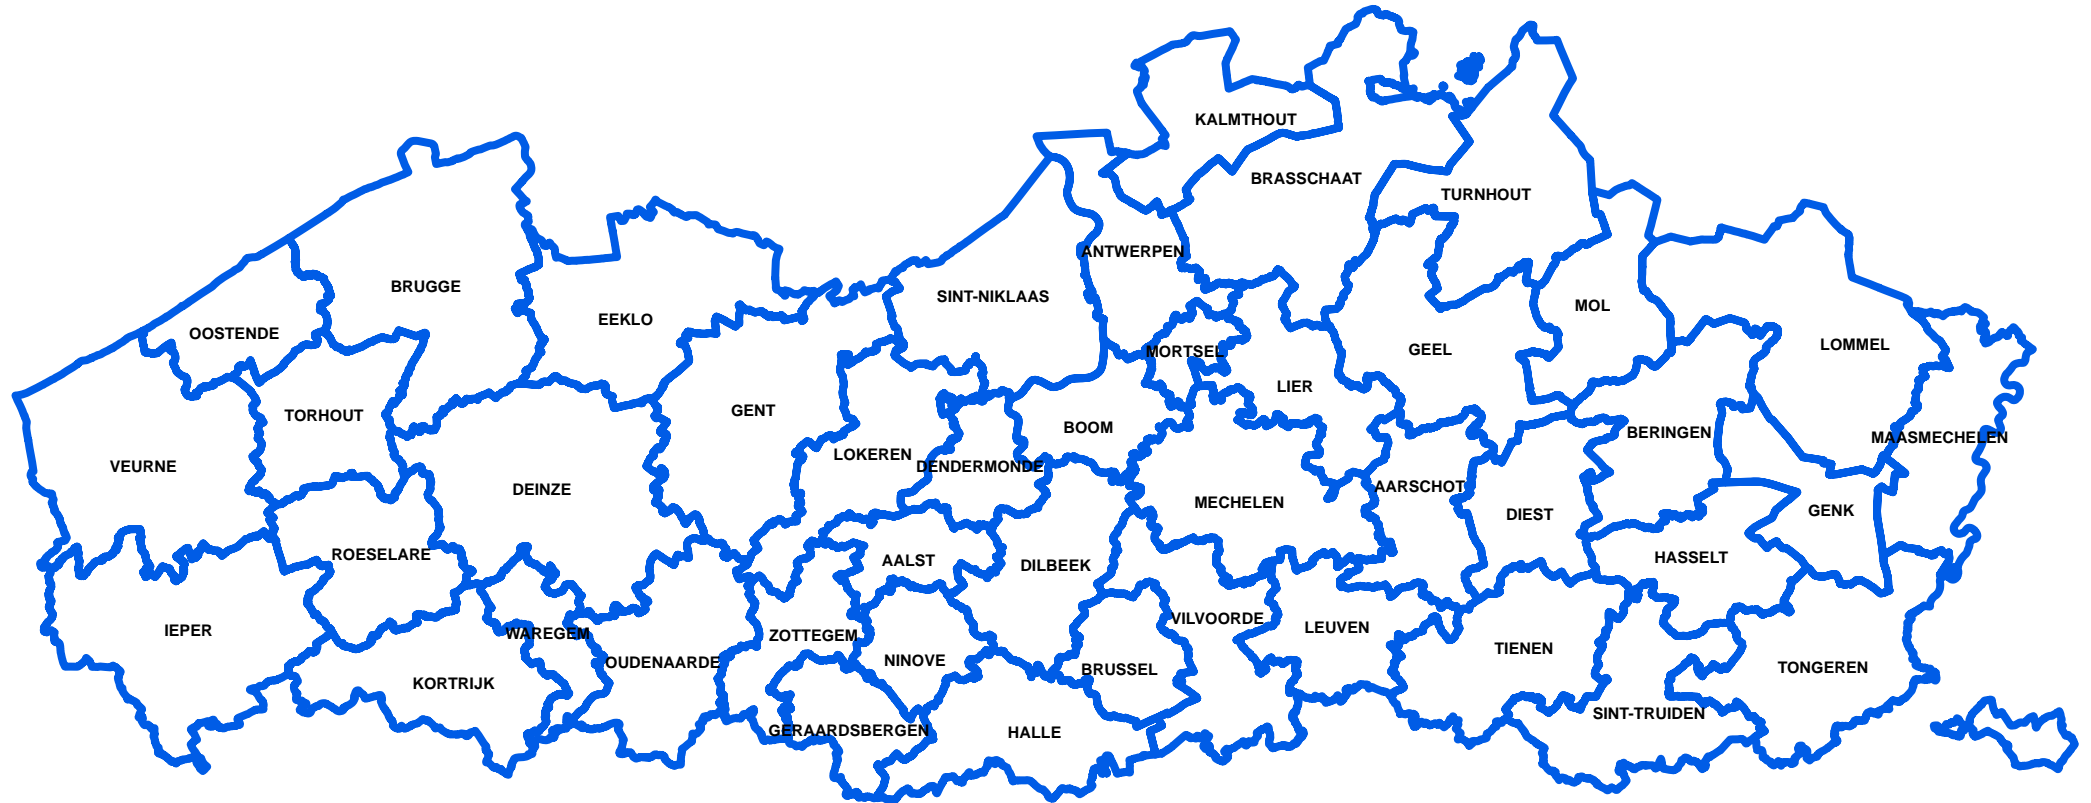 KALMTHOUT
BRASSCHAAT
TURNHOUT
ANTWERPEN
BRUGGE
SINT-NIKLAAS
MOL
EEKLO
OOSTENDE
LOMMEL
MORTSEL
GEEL
LIER
GENT
TORHOUT
BOOM
BERINGEN
MAASMECHELEN
LOKEREN
VEURNE
DENDERMONDE
AARSCHOT
DEINZE
MECHELEN
GENK
DIEST
ROESELARE
HASSELT
AALST
DILBEEK
VILVOORDE
LEUVEN
IEPER
WAREGEM
ZOTTEGEM
TIENEN
NINOVE
OUDENAARDE
TONGEREN
BRUSSEL
KORTRIJK
SINT-TRUIDEN
GERAARDSBERGEN
HALLE